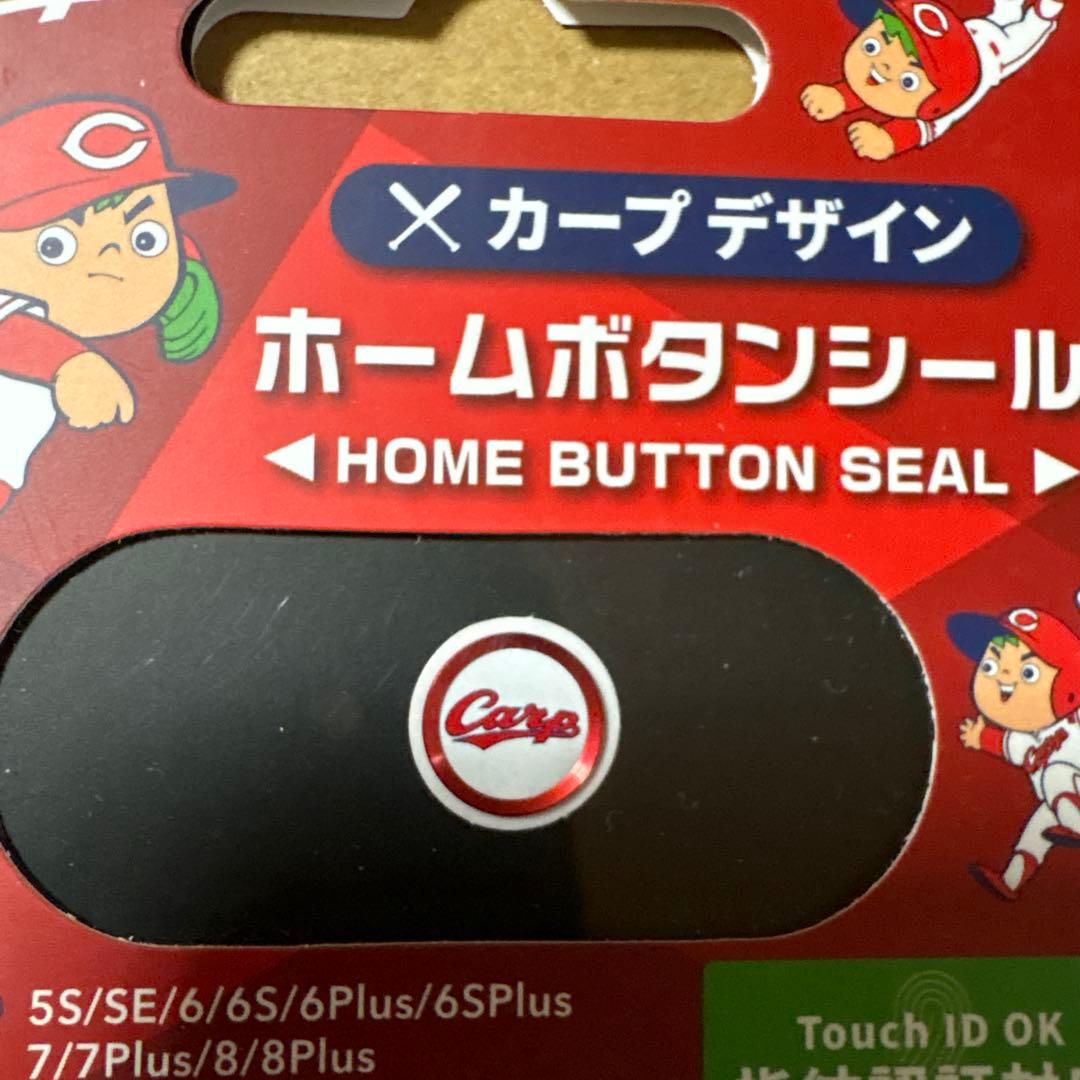 カープ デザイン
ホームボタンシール
HOME BUTTON SEAL
Carp
Carp
5S/SE/6/6S/6Plus/6SPlus
7/7Plus/8/8Plus
Touch ID OK